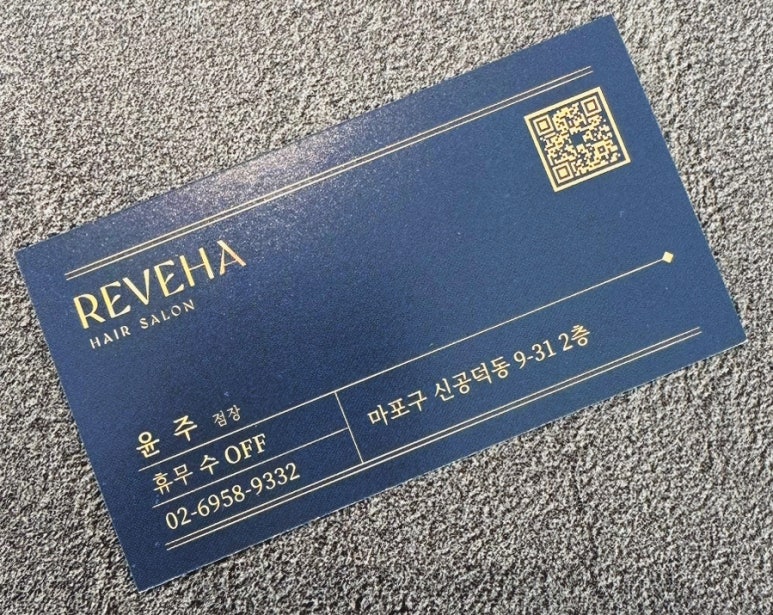 REVEHA
HAIR SALON
윤 주 점장
휴무 수 OFF
02-6958-9332
마포구 신공덕동 9-31 2층